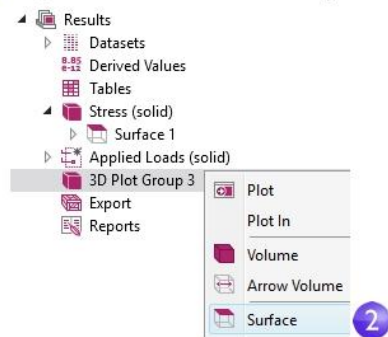 Results
Datasets
8.85
e-12
Derived Values
Tables
Stress (solid)
Surface 1
Applied Loads (solid)
3D Plot Group 3
Export
Reports
Plot
Plot In
Volume
Arrow Volume
Surface
2